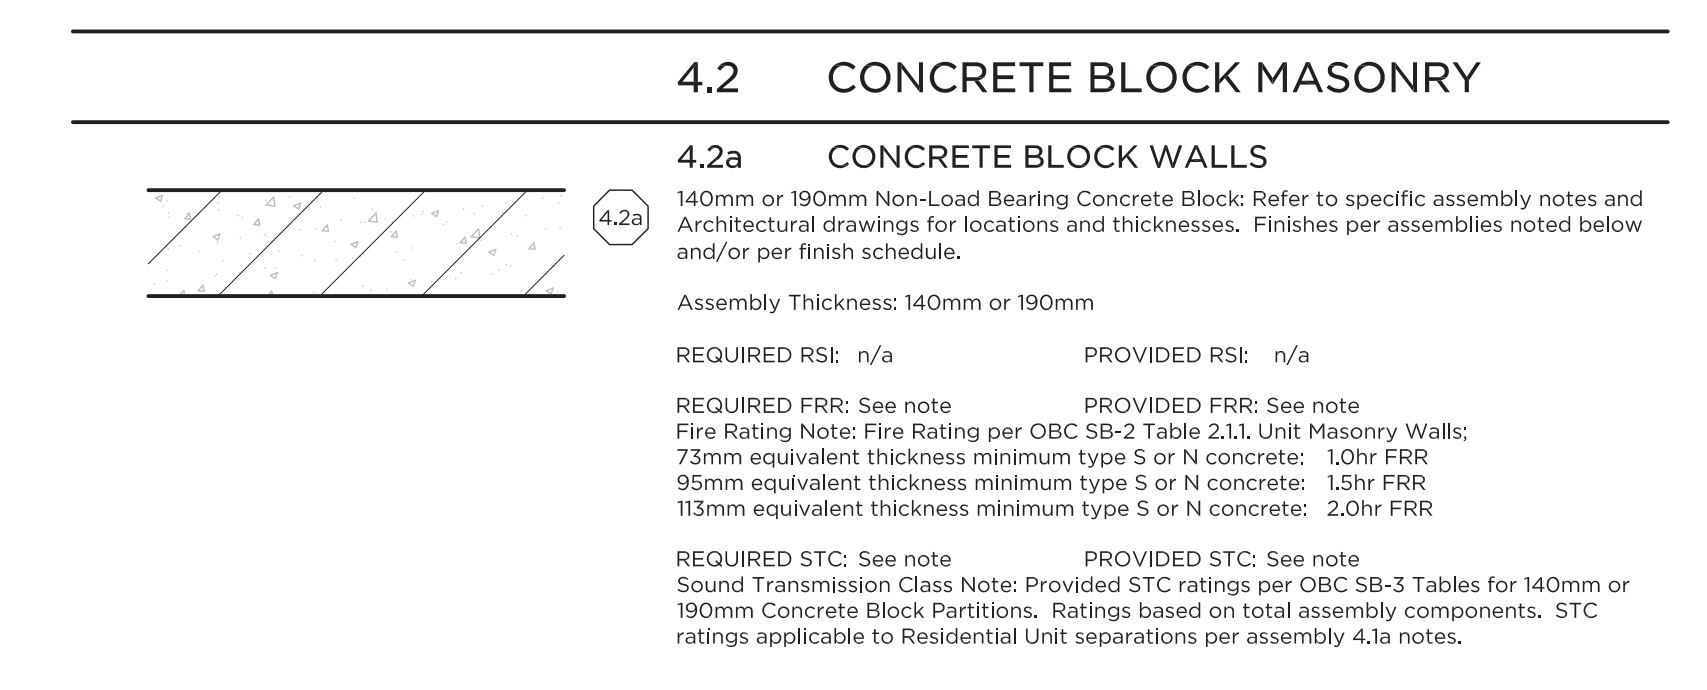 4.2 CONCRETE BLOCK MASONRY
4.2a CONCRETE BLOCK WALLS
4.2a
140mm or 190mm Non-Load Bearing Concrete Block: Refer to specific assembly notes and
Architectural drawings for locations and thicknesses. Finishes per assemblies noted below
and/or per finish schedule.
Assembly Thickness: 140mm or 190mm
REQUIRED RSI: n/a PROVIDED RSI: n/a
REQUIRED FRR: See note PROVIDED FRR: See note
Fire Rating Note: Fire Rating per OBC SB-2 Table 2.1.1. Unit Masonry Walls;
73mm equivalent thickness minimum type S or N concrete: 1.0hr FRR
95mm equivalent thickness minimum type S or N concrete: 1.5hr FRR
113mm equivalent thickness minimum type S or N concrete: 2.0hr FRR
REQUIRED STC: See note PROVIDED STC: See note
Sound Transmission Class Note: Provided STC ratings per OBC SB-3 Tables for 140mm or
190mm Concrete Block Partitions. Ratings based on total assembly components. STC
ratings applicable to Residential Unit separations per assembly 4.1a notes.